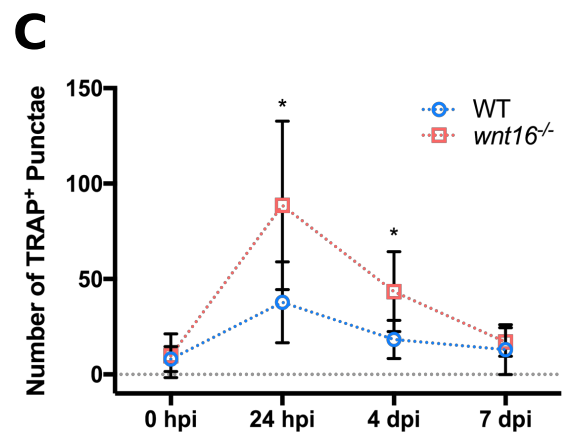 C
Number of TRAP⁺ Punctae
150
100
50
0
*
*
WT
wnt16⁻/⁻
0 hpi
24 hpi
4 dpi
7 dpi